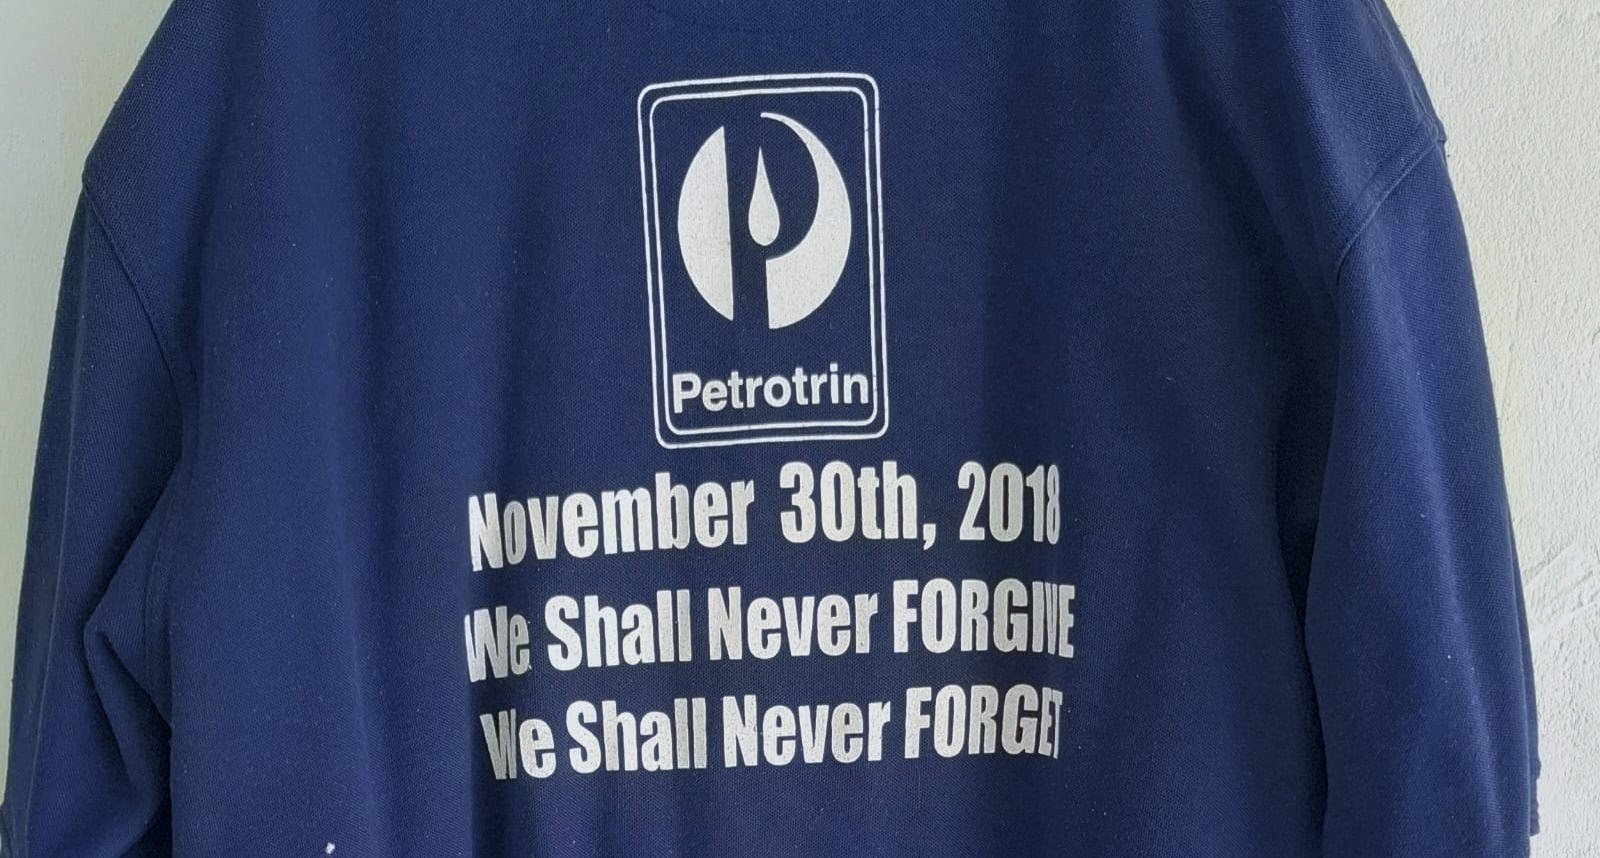 Petrotrin
November 30th, 2018
We Shall Never FORGIVE
We Shall Never FORGET